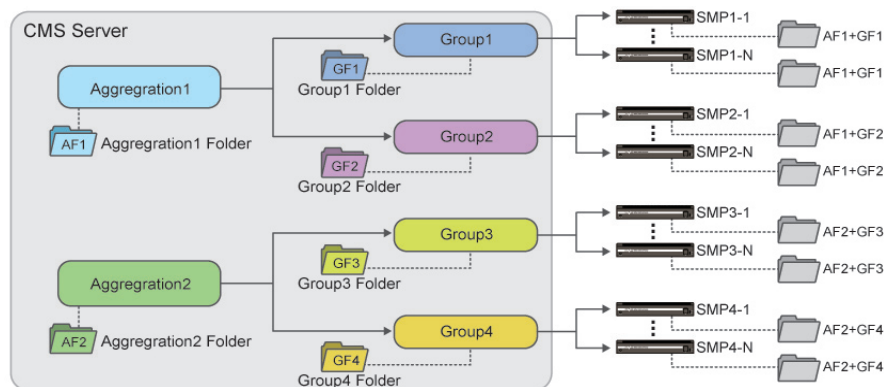 CMS Server
Aggregration1
AF1
Aggregration1 Folder
Group1
GF1
Group1 Folder
Group2
GF2
Group2 Folder
SMP1-1
AF1+GF1
SMP1-N
AF1+GF1
SMP2-1
AF1+GF2
SMP2-N
AF1+GF2
Aggregration2
AF2
Aggregration2 Folder
Group3
GF3
Group3 Folder
Group4
GF4
Group4 Folder
SMP3-1
AF2+GF3
SMP3-N
AF2+GF3
SMP4-1
AF2+GF4
SMP4-N
AF2+GF4